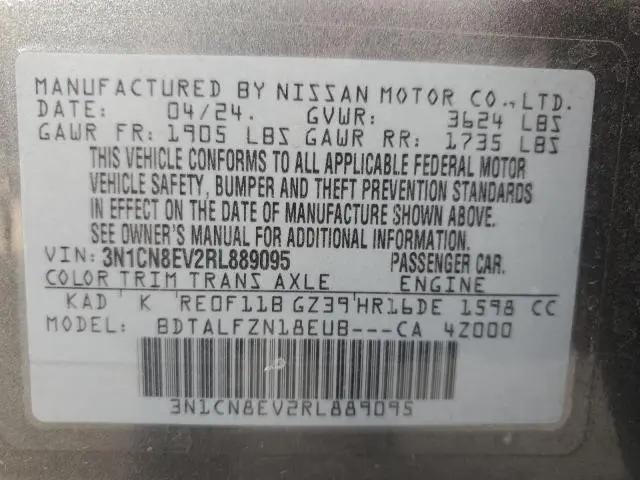 MANUFACTURED BY NISSAN MOTOR CO., LTD.
DATE: 04/24. GVWR: 3624 LBS
GAWR FR: 1905 LBS GAWR RR: 1735 LBS
THIS VEHICLE CONFORMS TO ALL APPLICABLE FEDERAL MOTOR
VEHICLE SAFETY, BUMPER AND THEFT PREVENTION STANDARDS
IN EFFECT ON THE DATE OF MANUFACTURE SHOWN ABOVE.
SEE OWNER'S MANUAL FOR ADDITIONAL INFORMATION.
VIN: 3N1CN8EV2RL889095 PASSENGER CAR.
COLOR TRIM TRANS AXLE ENGINE
KAD K RE0F11B GZ39 HR16DE 1598 CC
MODEL: BDTALFZN18EUB---CA 4Z000
3N1CN8EV2RL889095